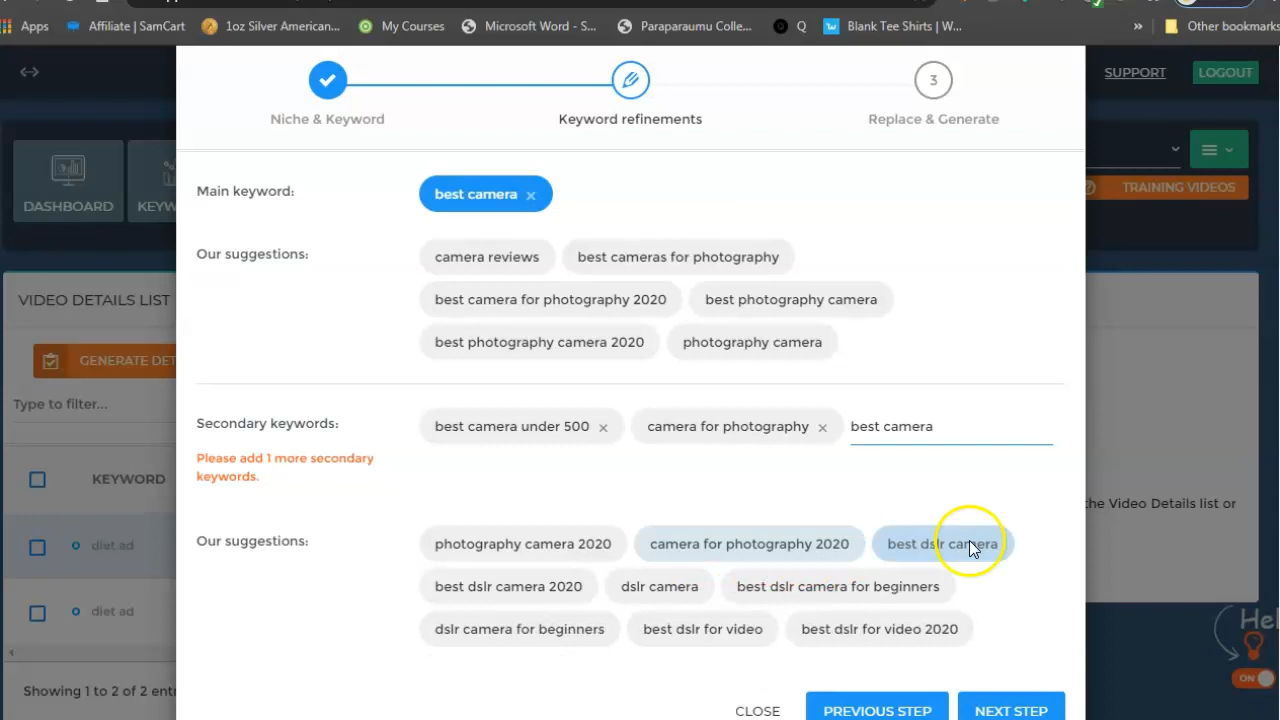 Apps Affiliate | SamCart 1oz Silver American... My Courses Microsoft Word - S... Paraparaumu Colle... Q Blank Tee Shirts | W... » Other bookmarks
SUPPORT LOGOUT
Niche & Keyword Keyword refinements 3 Replace & Generate
DASHBOARD KEYW
TRAINING VIDEOS
Main keyword: best camera ×
Our suggestions: camera reviews best cameras for photography
best camera for photography 2020 best photography camera
best photography camera 2020 photography camera
VIDEO DETAILS LIST
GENERATE DET
Type to filter...
Secondary keywords: best camera under 500 × camera for photography × best camera
Please add 1 more secondary
keywords.
KEYWORD
the Video Details list or
Our suggestions: photography camera 2020 camera for photography 2020 best dslr camera
diet ad
best dslr camera 2020 dslr camera best dslr camera for beginners
diet ad
dslr camera for beginners best dslr for video best dslr for video 2020
Hel
ON
Showing 1 to 2 of 2 entr
CLOSE PREVIOUS STEP NEXT STEP